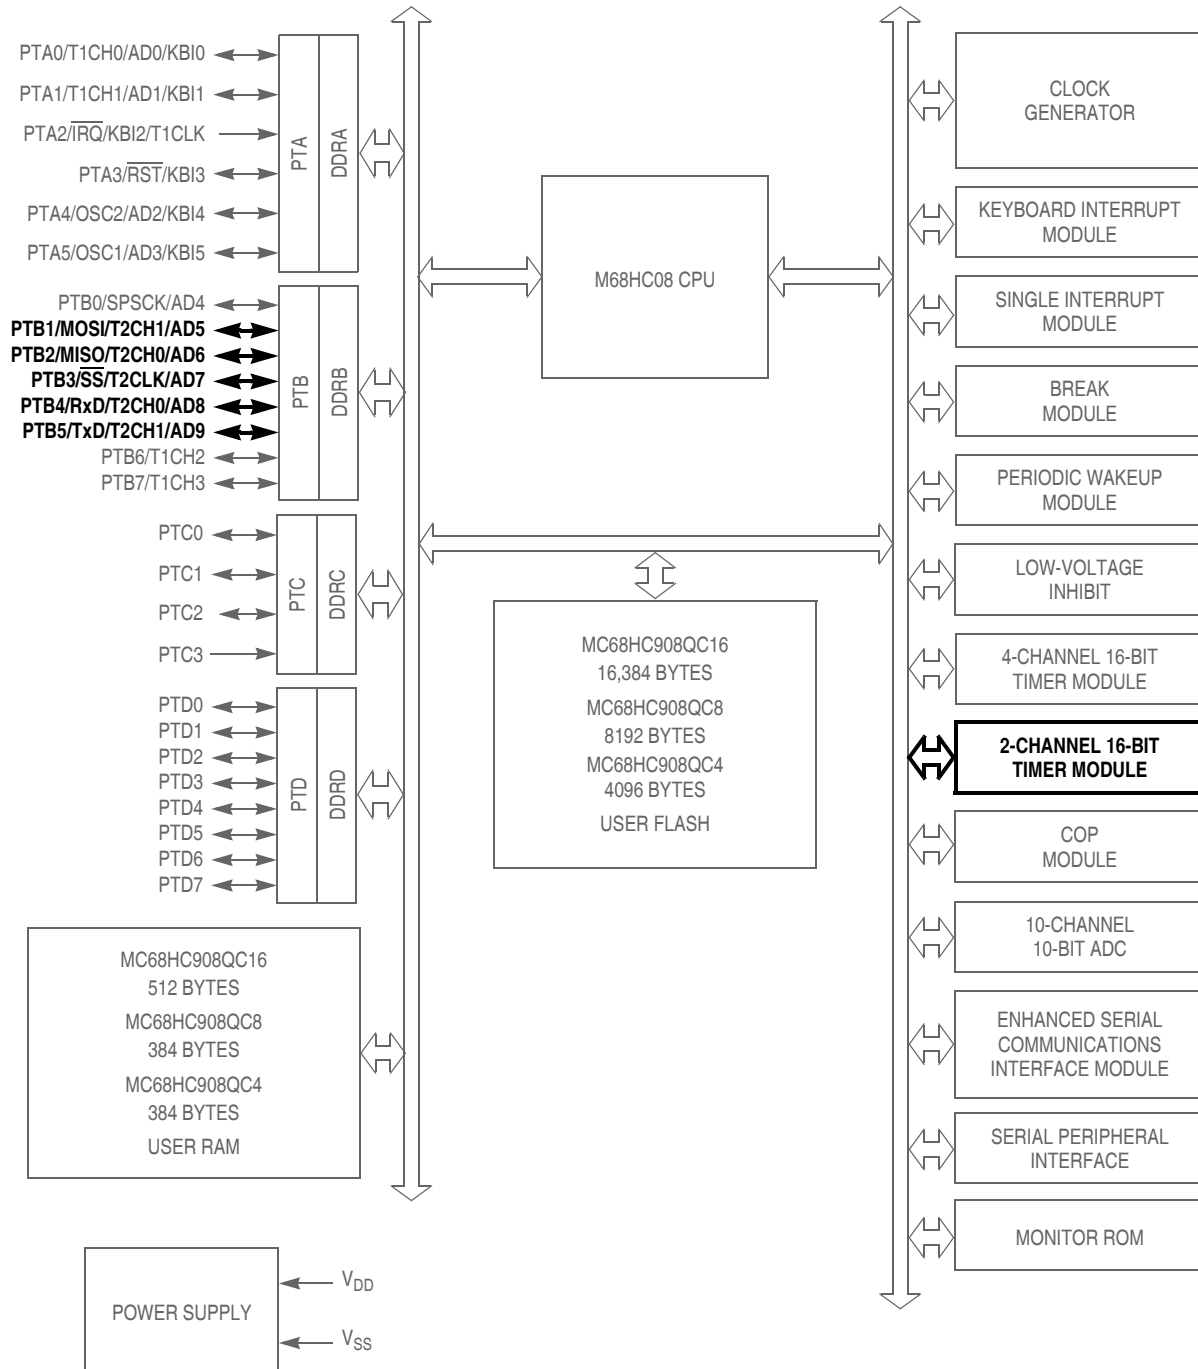 PTA0/T1CH0/AD0/KBI0
PTA1/T1CH1/AD1/KBI1
PTA2/IRQ/KBI2/T1CLK
PTA3/RST/KBI3
PTA4/OSC2/AD2/KBI4
PTA5/OSC1/AD3/KBI5
PTA
DDRA
PTB0/SPSCK/AD4
PTB1/MOSI/T2CH1/AD5
PTB2/MISO/T2CH0/AD6
PTB3/SS/T2CLK/AD7
PTB4/RxD/T2CH0/AD8
PTB5/TxD/T2CH1/AD9
PTB6/T1CH2
PTB7/T1CH3
PTB
DDRB
PTC0
PTC1
PTC2
PTC3
PTC
DDRC
PTD0
PTD1
PTD2
PTD3
PTD4
PTD5
PTD6
PTD7
PTD
DDRD
MC68HC908QC16
512 BYTES
MC68HC908QC8
384 BYTES
MC68HC908QC4
384 BYTES
USER RAM
POWER SUPPLY
VDD
VSS
M68HC08 CPU
MC68HC908QC16
16,384 BYTES
MC68HC908QC8
8192 BYTES
MC68HC908QC4
4096 BYTES
USER FLASH
CLOCK
GENERATOR
KEYBOARD INTERRUPT
MODULE
SINGLE INTERRUPT
MODULE
BREAK
MODULE
PERIODIC WAKEUP
MODULE
LOW-VOLTAGE
INHIBIT
4-CHANNEL 16-BIT
TIMER MODULE
2-CHANNEL 16-BIT
TIMER MODULE
COP
MODULE
10-CHANNEL
10-BIT ADC
ENHANCED SERIAL
COMMUNICATIONS
INTERFACE MODULE
SERIAL PERIPHERAL
INTERFACE
MONITOR ROM